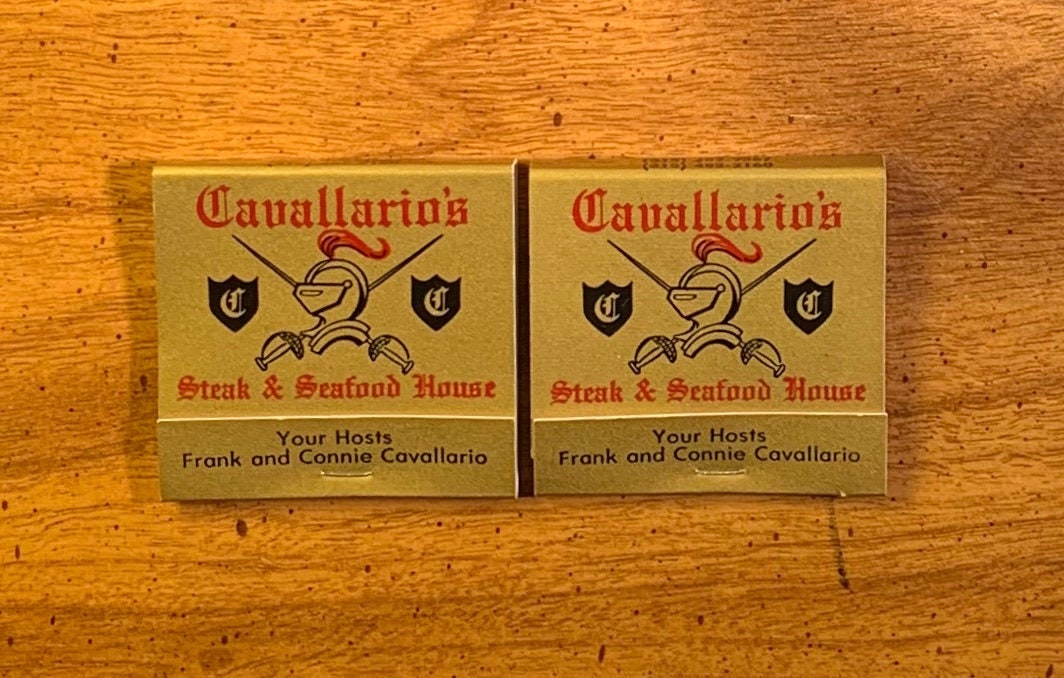 Cavallario's
C C
Steak & Seafood House
Your Hosts
Frank and Connie Cavallario
Cavallario's
C C
Steak & Seafood House
Your Hosts
Frank and Connie Cavallario